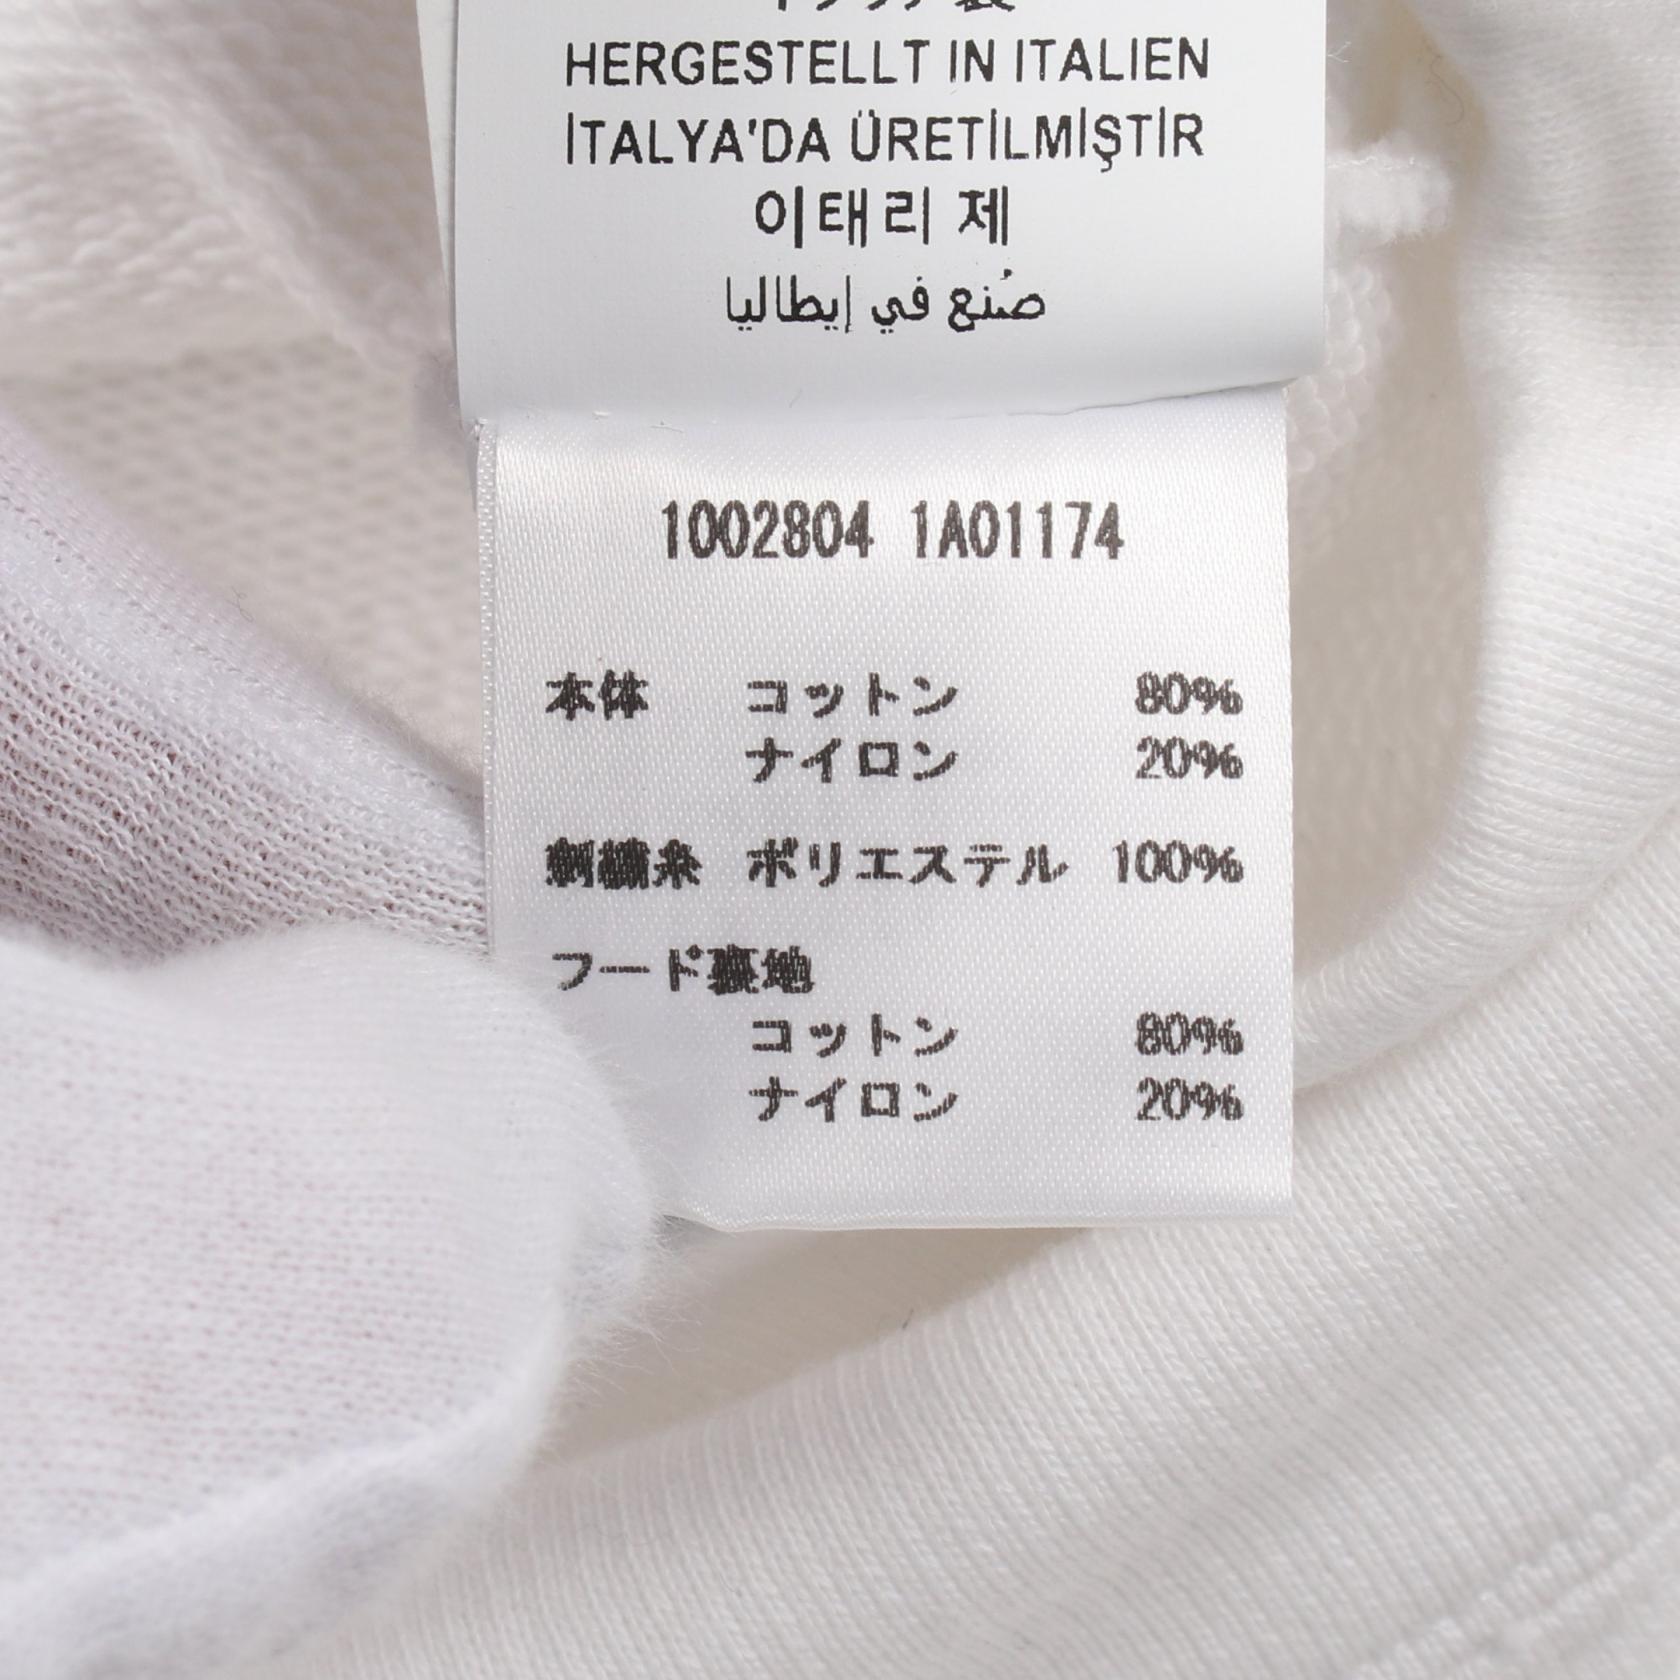 HERGESTELLT IN ITALIEN
İTALYA'DA ÜRETİLMİŞTİR
이태리 제
صُنع في إيطاليا
1002804 1A01174
本体 コットン 80%
ナイロン 20%
刺繍糸 ポリエステル 100%
フード裏地
コットン 80%
ナイロン 20%